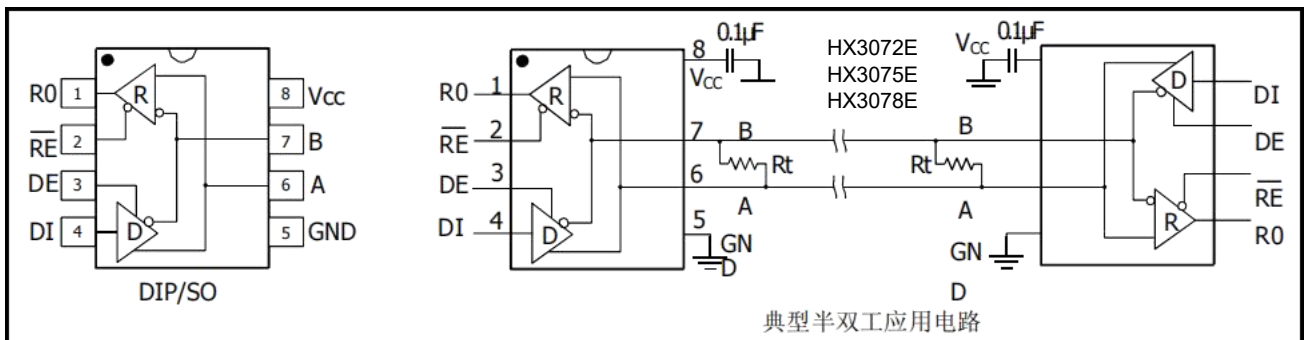 R0 1
RE 2
DE 3
DI 4
8 Vcc
7 B
6 A
5 GND
R
D
DIP/SO
R0 1
RE 2
DE 3
DI 4
R
D
8
VCC
0.1μF
7 B
6
A
5
GN
D
Rt
HX3072E
HX3075E
HX3078E
VCC 0.1μF
B
Rt
A
GN
D
D
R
DI
DE
RE
R0
典型半双工应用电路